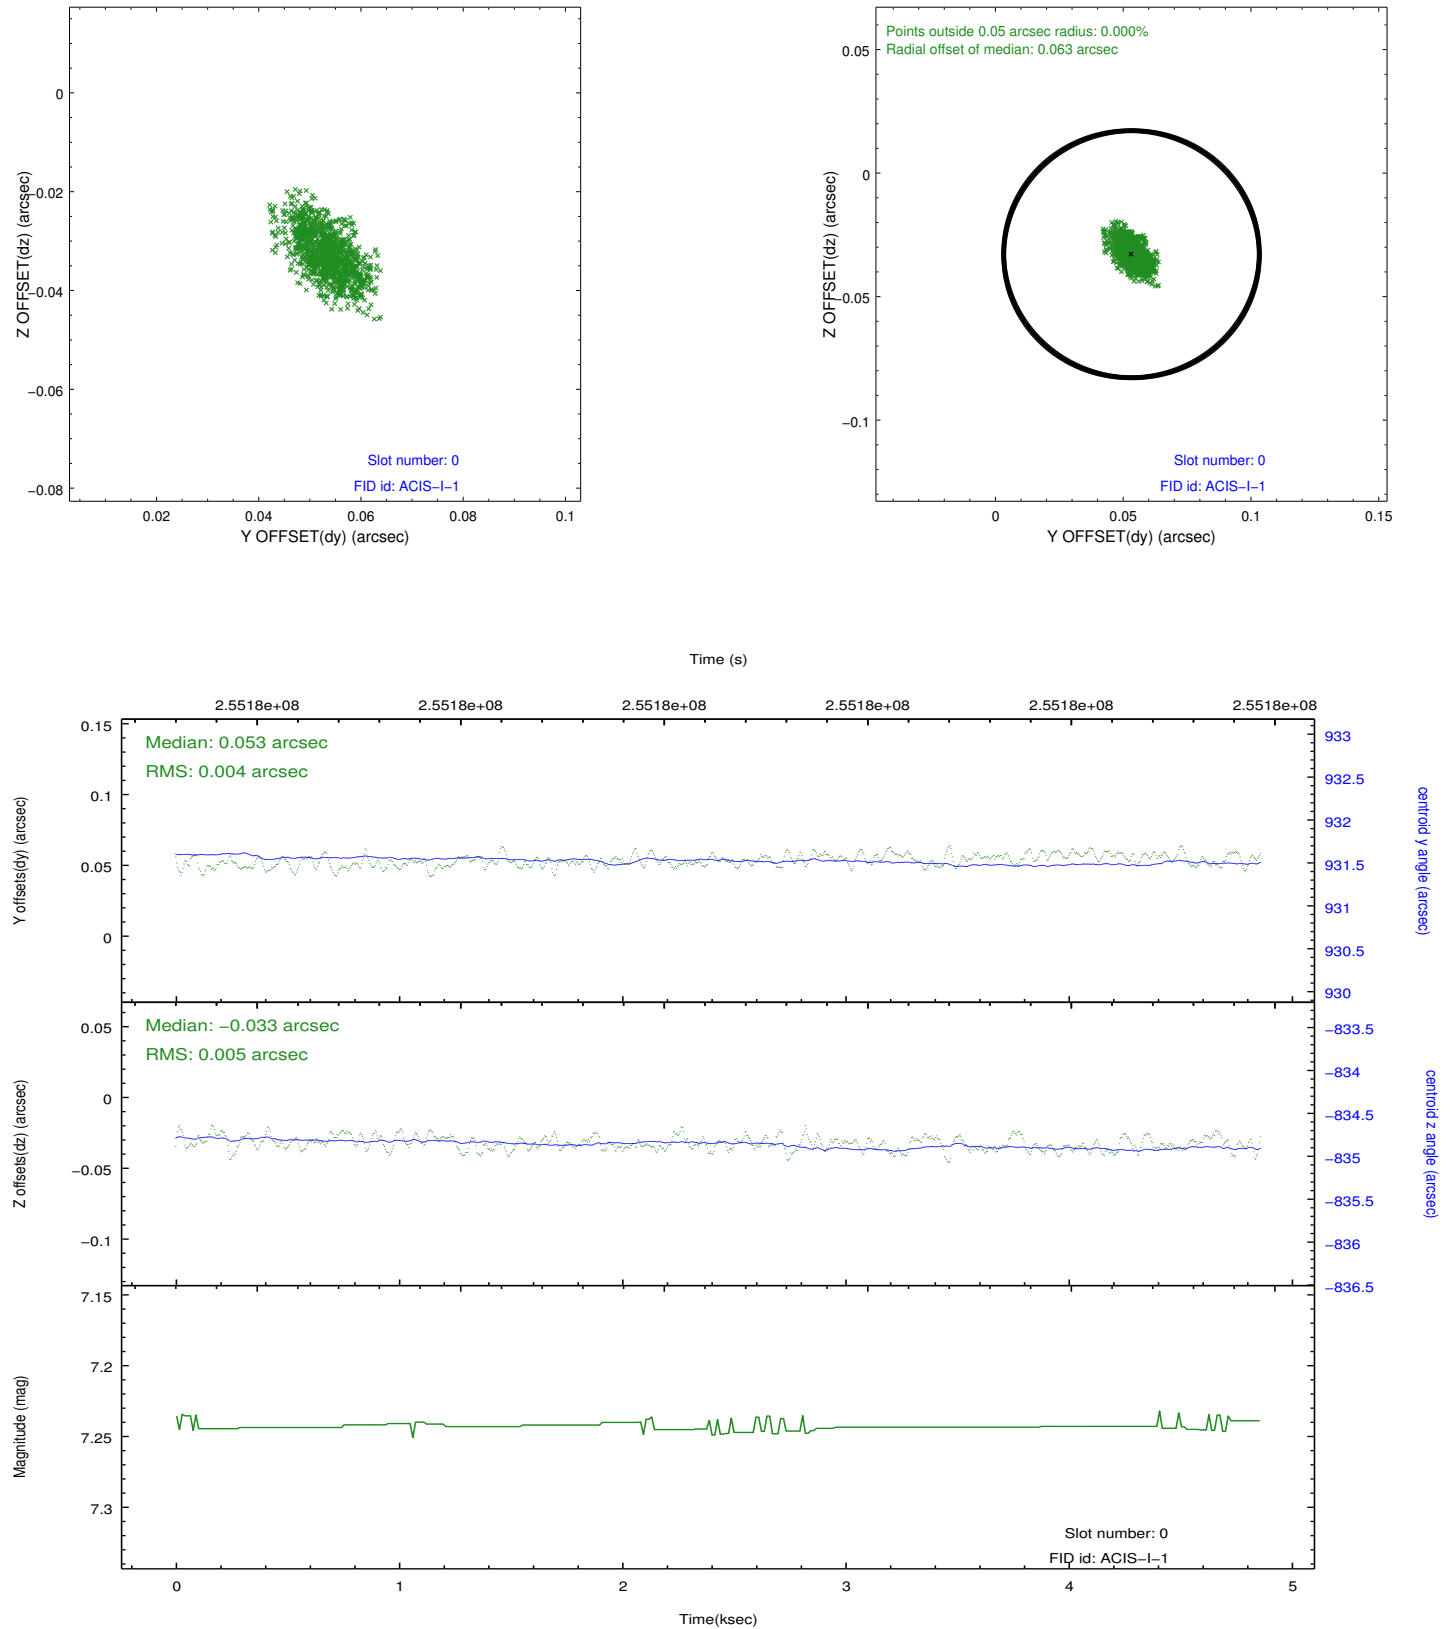 0
−0.02
−0.04
−0.06
−0.08
Z OFFSET(dz) (arcsec)
Slot number: 0
FID id: ACIS−I−1
0.02 0.04 0.06 0.08 0.1
Y OFFSET(dy) (arcsec)
Points outside 0.05 arcsec radius: 0.000%
Radial offset of median: 0.063 arcsec
0.05
0
−0.05
−0.1
Z OFFSET(dz) (arcsec)
Slot number: 0
FID id: ACIS−I−1
0 0.05 0.1 0.15
Y OFFSET(dy) (arcsec)
Time (s)
2.5518e+08 2.5518e+08 2.5518e+08 2.5518e+08 2.5518e+08 2.5518e+08
Median: 0.053 arcsec
RMS: 0.004 arcsec
0.15
0.1
0.05
0
Y offsets(dy) (arcsec)
933
932.5
932
931.5
931
930.5
930
centroid y angle (arcsec)
Median: −0.033 arcsec
RMS: 0.005 arcsec
0.05
0
−0.05
−0.1
Z offsets(dz) (arcsec)
−833.5
−834
−834.5
−835
−835.5
−836
−836.5
centroid z angle (arcsec)
7.15
7.2
7.25
7.3
Magnitude (mag)
Slot number: 0
FID id: ACIS−I−1
0 1 2 3 4 5
Time(ksec)